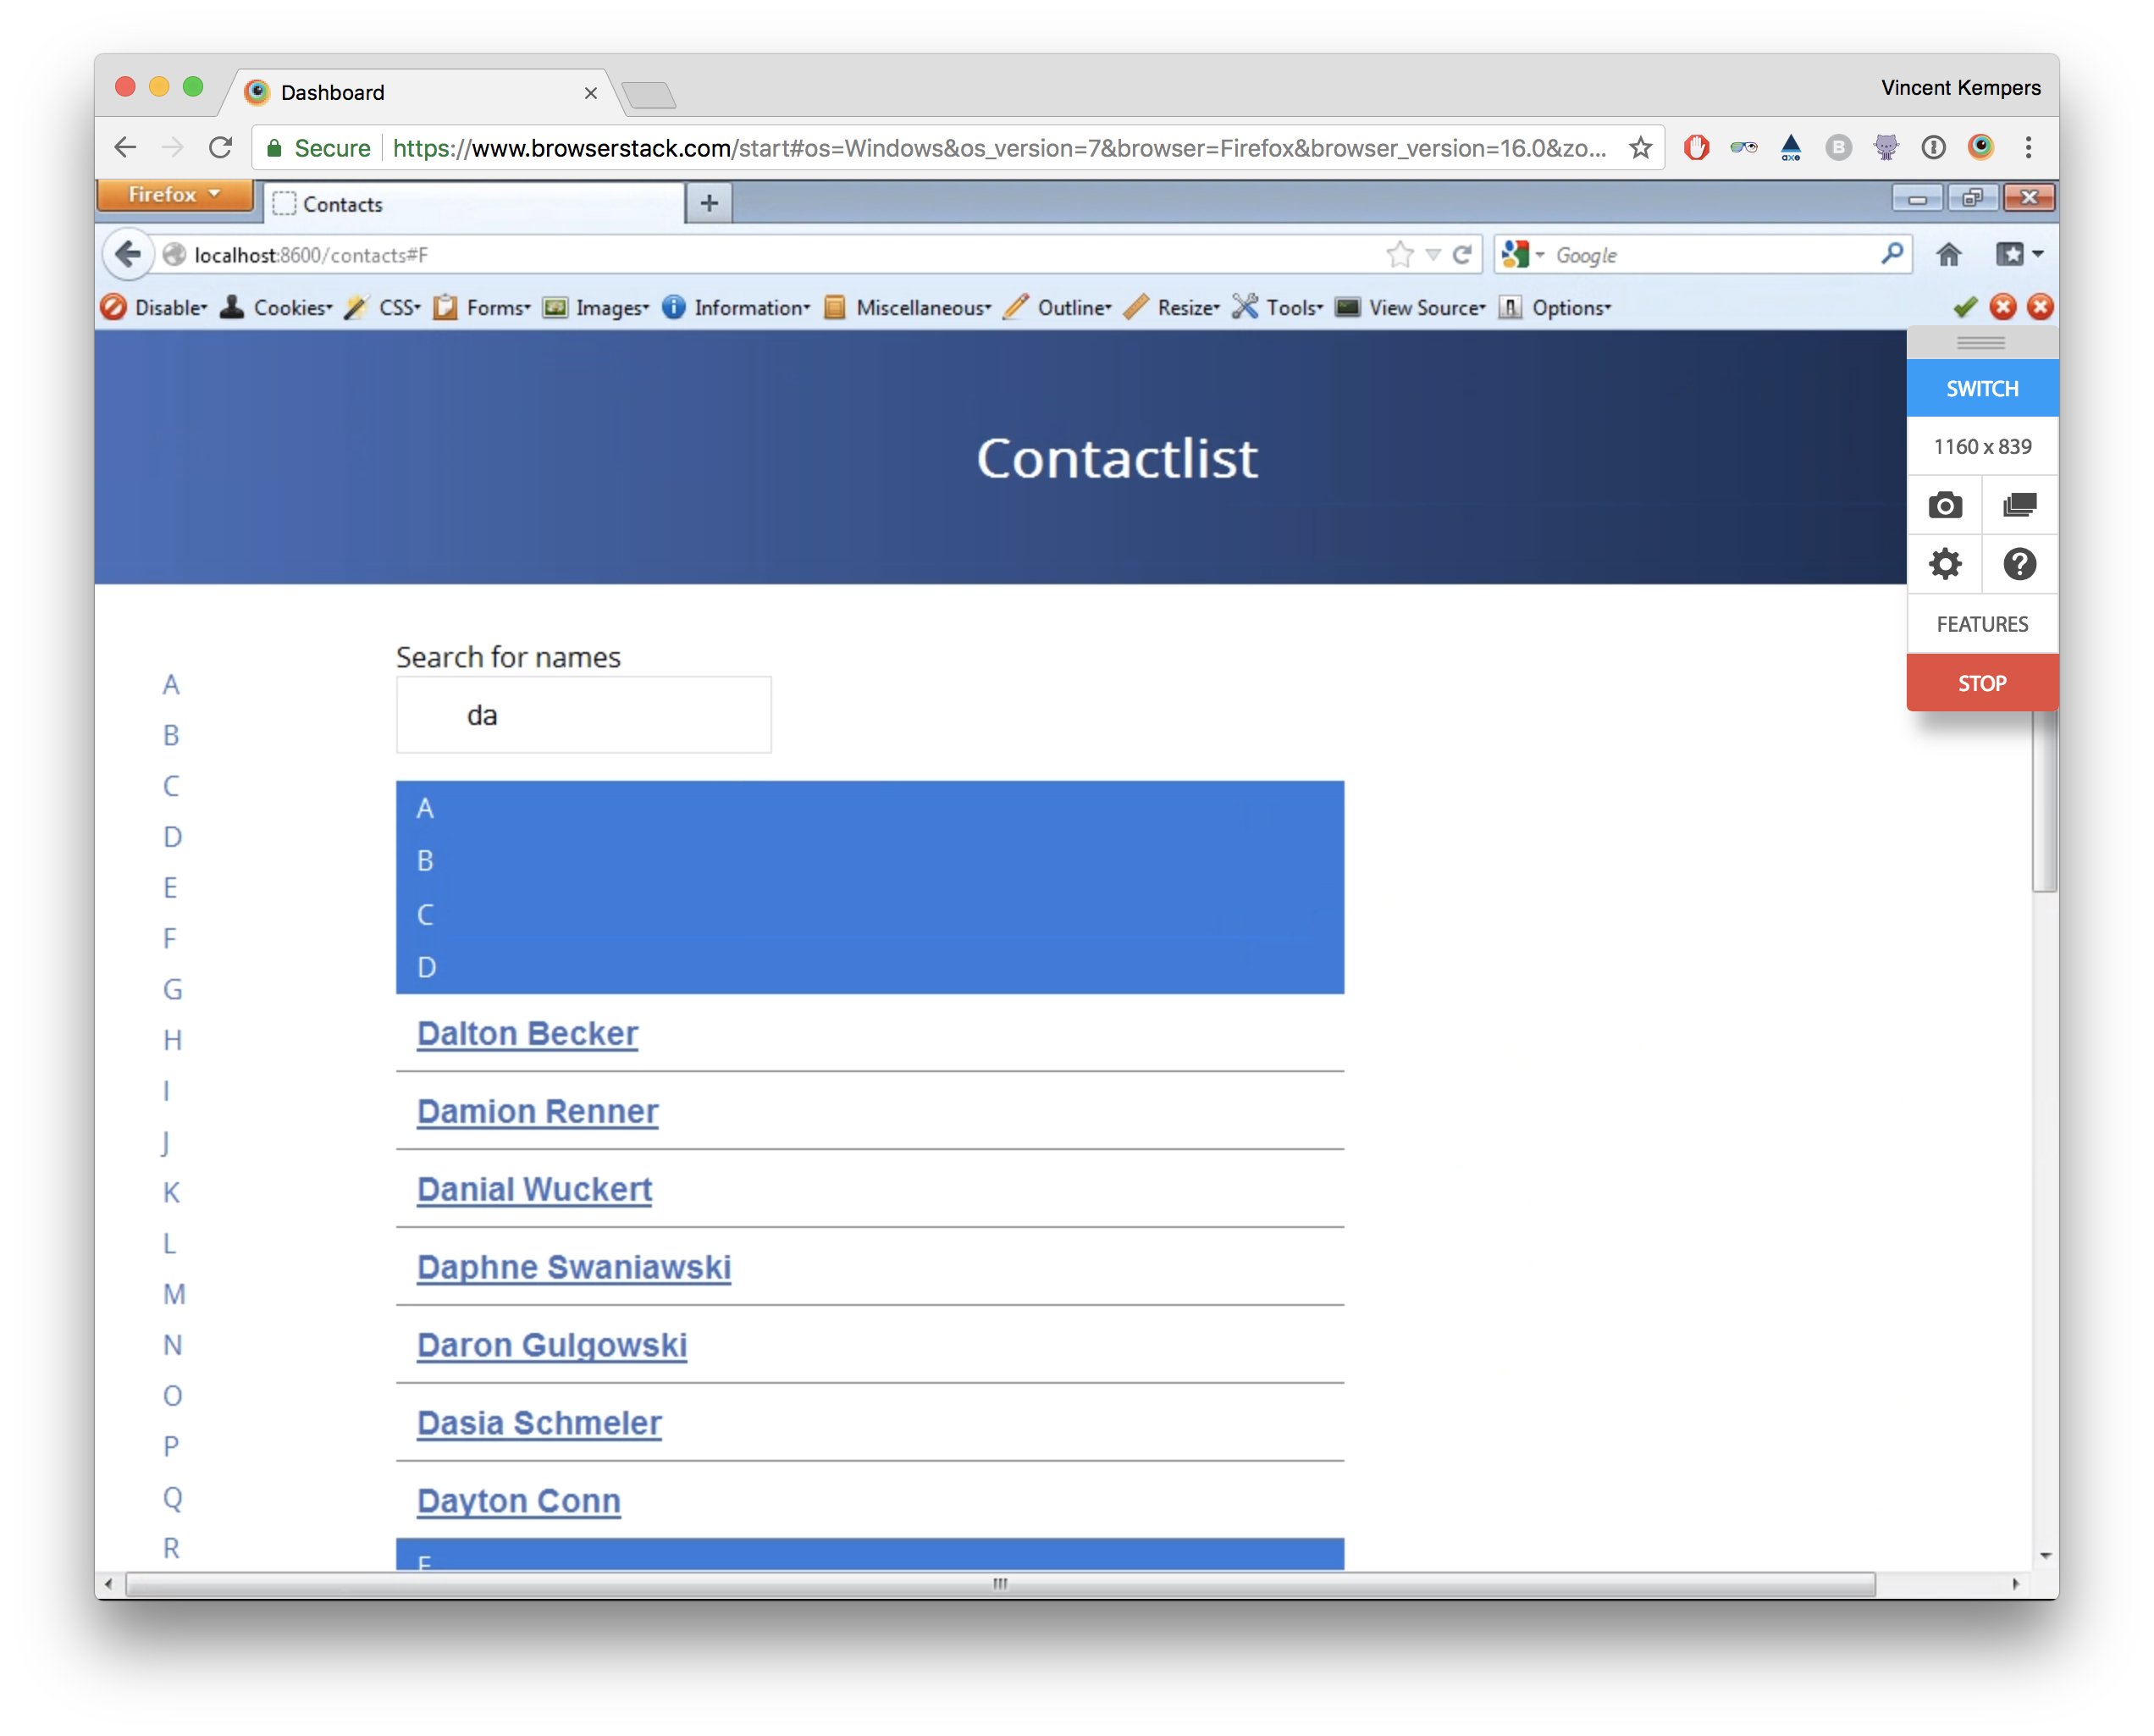 Dashboard
Vincent Kempers
Secure https://www.browserstack.com/start#os=Windows&os_version=7&browser=Firefox&browser_version=16.0&zo...
axe B
Firefox
Contacts
localhost:8600/contacts#F
Google
Disable Cookies CSS Forms Images Information Miscellaneous Outline Resize Tools View Source Options
SWITCH
1160 x 839
FEATURES
STOP
Contactlist
A
B
C
D
E
F
G
H
I
J
K
L
M
N
O
P
Q
R
Search for names
da
A
B
C
D
Dalton Becker
Damion Renner
Danial Wuckert
Daphne Swaniawski
Daron Gulgowski
Dasia Schmeler
Dayton Conn